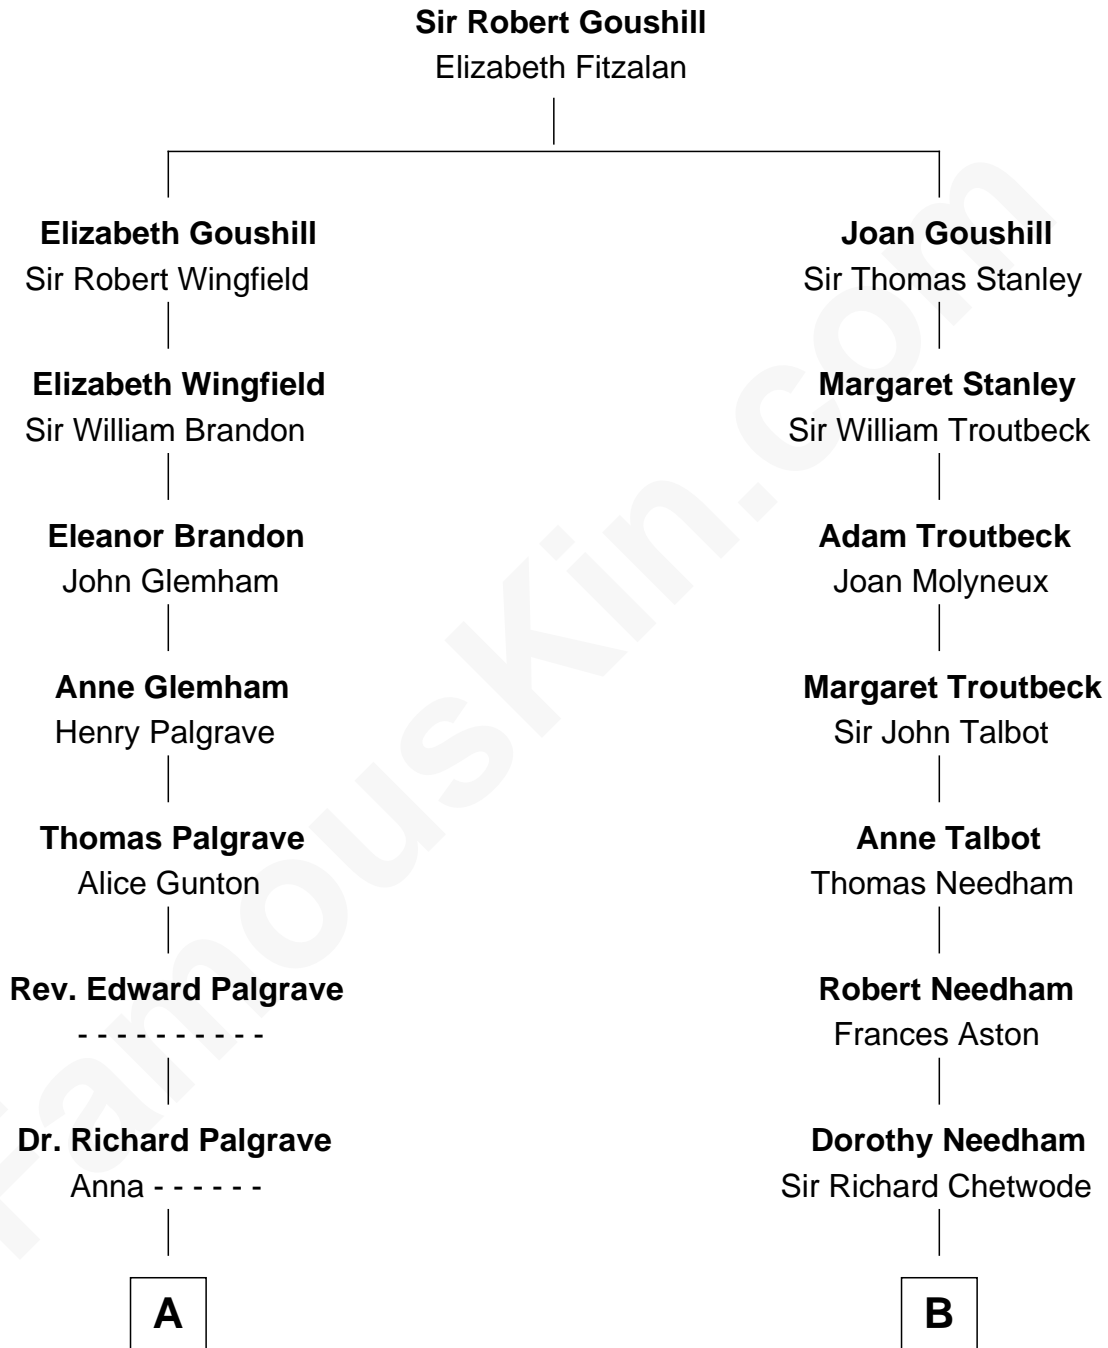 Sir Robert Goushill
Elizabeth Fitzalan
Elizabeth Goushill
Sir Robert Wingfield
Joan Goushill
Sir Thomas Stanley
Elizabeth Wingfield
Sir William Brandon
Margaret Stanley
Sir William Troutbeck
Eleanor Brandon
John Glemham
Adam Troutbeck
Joan Molyneux
Anne Glemham
Henry Palgrave
Margaret Troutbeck
Sir John Talbot
Thomas Palgrave
Alice Gunton
Anne Talbot
Thomas Needham
Rev. Edward Palgrave
- - - - - - - - - -
Robert Needham
Frances Aston
Dr. Richard Palgrave
Anna - - - - - -
Dorothy Needham
Sir Richard Chetwode
A
B
FamousKin.com